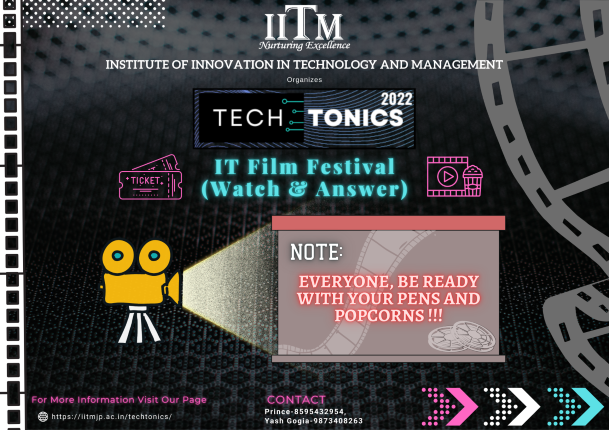 IITM
Nurturing Excellence
INSTITUTE OF INNOVATION IN TECHNOLOGY AND MANAGEMENT
Organizes
TECH TONICS 2022
IT Film Festival
(Watch & Answer)
TICKET
NOTE:
EVERYONE, BE READY
WITH YOUR PENS AND
POPCORNS !!!
For More Information Visit Our Page
https://iitmjp.ac.in/techtonics/
CONTACT
Prince-8595432954,
Yash Gogia-9873408263